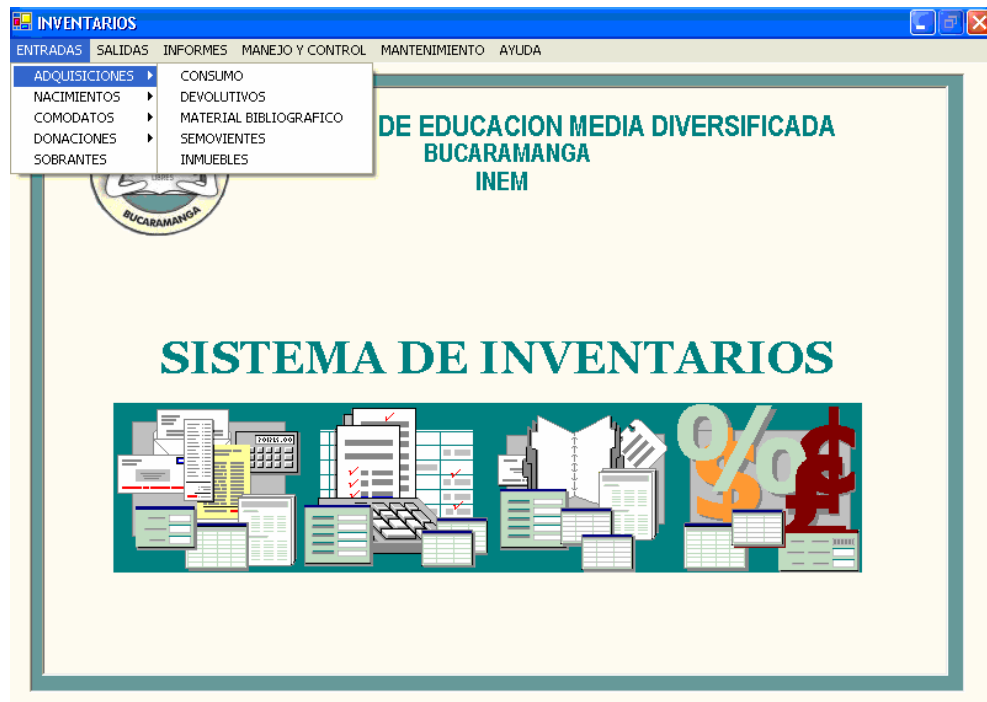 INVENTARIOS
ENTRADAS SALIDAS INFORMES MANEJO Y CONTROL MANTENIMIENTO AYUDA
ADQUISICIONES
NACIMIENTOS
COMODATOS
DONACIONES
SOBRANTES
CONSUMO
DEVOLUTIVOS
MATERIAL BIBLIOGRAFICO
SEMOVIENTES
INMUEBLES
DE EDUCACION MEDIA DIVERSIFICADA
BUCARAMANGA
INEM
LIBRES
BUCARAMANGA
SISTEMA DE INVENTARIOS